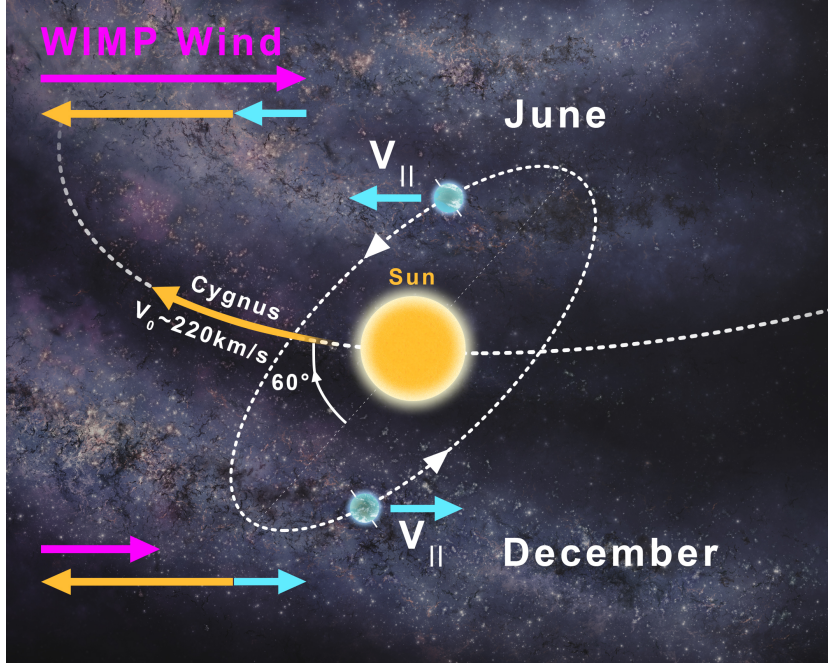 WIMP Wind
June
V||
Sun
Cygnus
V0~220km/s
60°
V||
December